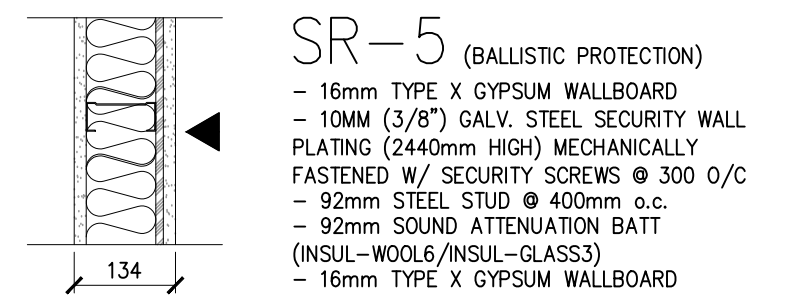 SR-5 (BALLISTIC PROTECTION)
- 16mm TYPE X GYPSUM WALLBOARD
- 10MM (3/8") GALV. STEEL SECURITY WALL
PLATING (2440mm HIGH) MECHANICALLY
FASTENED W/ SECURITY SCREWS @ 300 O/C
- 92mm STEEL STUD @ 400mm o.c.
- 92mm SOUND ATTENUATION BATT
(INSUL-WOOL6/INSUL-GLASS3)
- 16mm TYPE X GYPSUM WALLBOARD
134